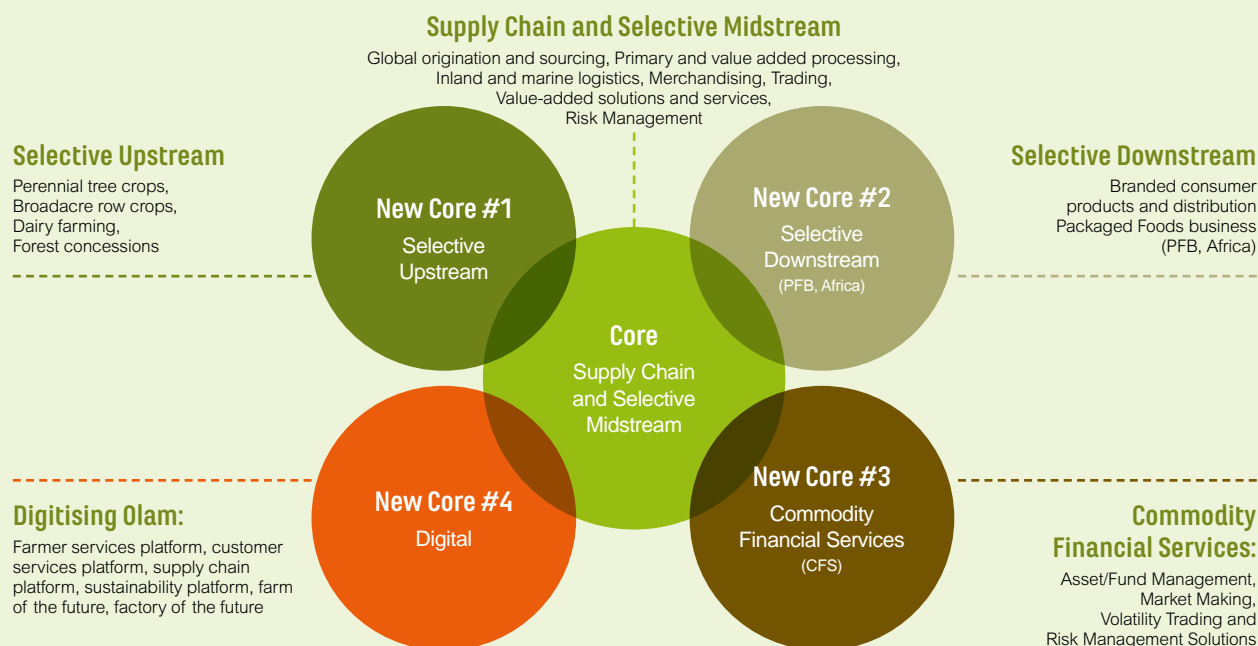 Supply Chain and Selective Midstream
Global origination and sourcing, Primary and value added processing,
Inland and marine logistics, Merchandising, Trading,
Value-added solutions and services,
Risk Management
Selective Upstream
Perennial tree crops,
Broadacre row crops,
Dairy farming,
Forest concessions
New Core #1
Selective
Upstream
New Core #2
Selective
Downstream
(PFB, Africa)
Selective Downstream
Branded consumer
products and distribution
Packaged Foods business
(PFB, Africa)
Core
Supply Chain
and Selective
Midstream
Digitising Olam:
Farmer services platform, customer
services platform, supply chain
platform, sustainability platform, farm
of the future, factory of the future
New Core #4
Digital
New Core #3
Commodity
Financial Services
(CFS)
Commodity
Financial Services:
Asset/Fund Management,
Market Making,
Volatility Trading and
Risk Management Solutions